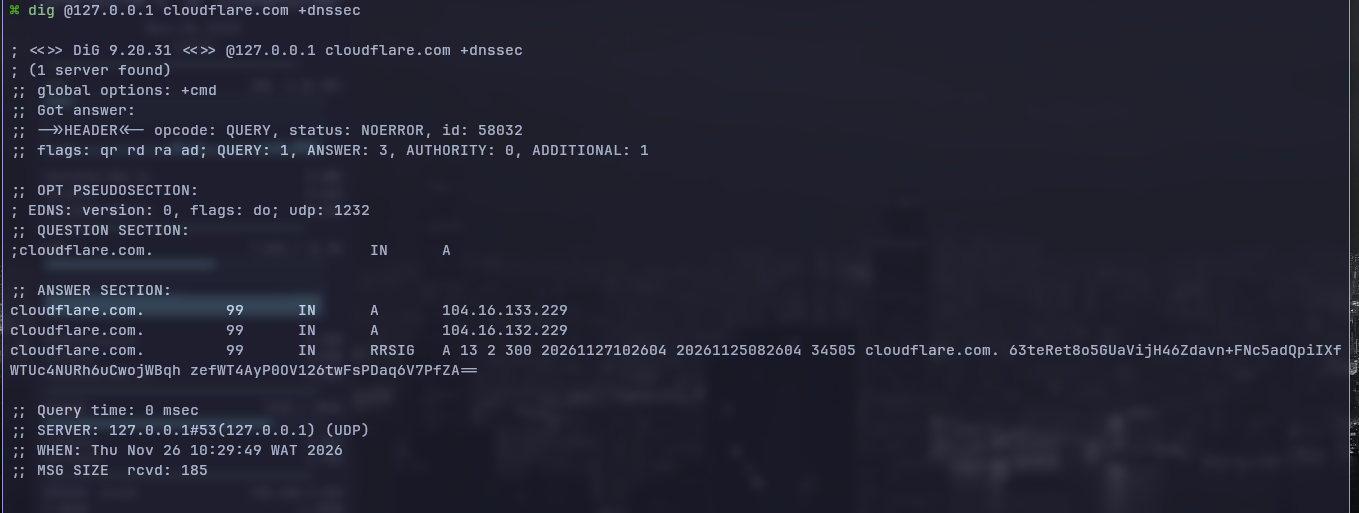 ⌘ dig @127.0.0.1 cloudflare.com +dnssec
; <<>> DiG 9.20.31 <<>> @127.0.0.1 cloudflare.com +dnssec
; (1 server found)
;; global options: +cmd
;; Got answer:
;; ->>HEADER<<- opcode: QUERY, status: NOERROR, id: 58032
;; flags: qr rd ra ad; QUERY: 1, ANSWER: 3, AUTHORITY: 0, ADDITIONAL: 1
;; OPT PSEUDOSECTION:
; EDNS: version: 0, flags: do; udp: 1232
;; QUESTION SECTION:
;cloudflare.com. IN A
;; ANSWER SECTION:
cloudflare.com. 99 IN A 104.16.133.229
cloudflare.com. 99 IN A 104.16.132.229
cloudflare.com. 99 IN RRSIG A 13 2 300 20261127102604 20261125082604 34505 cloudflare.com. 63teRet8o5GUaVijH46Zdavn+FNc5adQpiIXf
WTUc4NURh6uCwojWBqh zefWT4AyP0OV126twFsPDaq6V7PfZA==
;; Query time: 0 msec
;; SERVER: 127.0.0.1#53(127.0.0.1) (UDP)
;; WHEN: Thu Nov 26 10:29:49 WAT 2026
;; MSG SIZE rcvd: 185